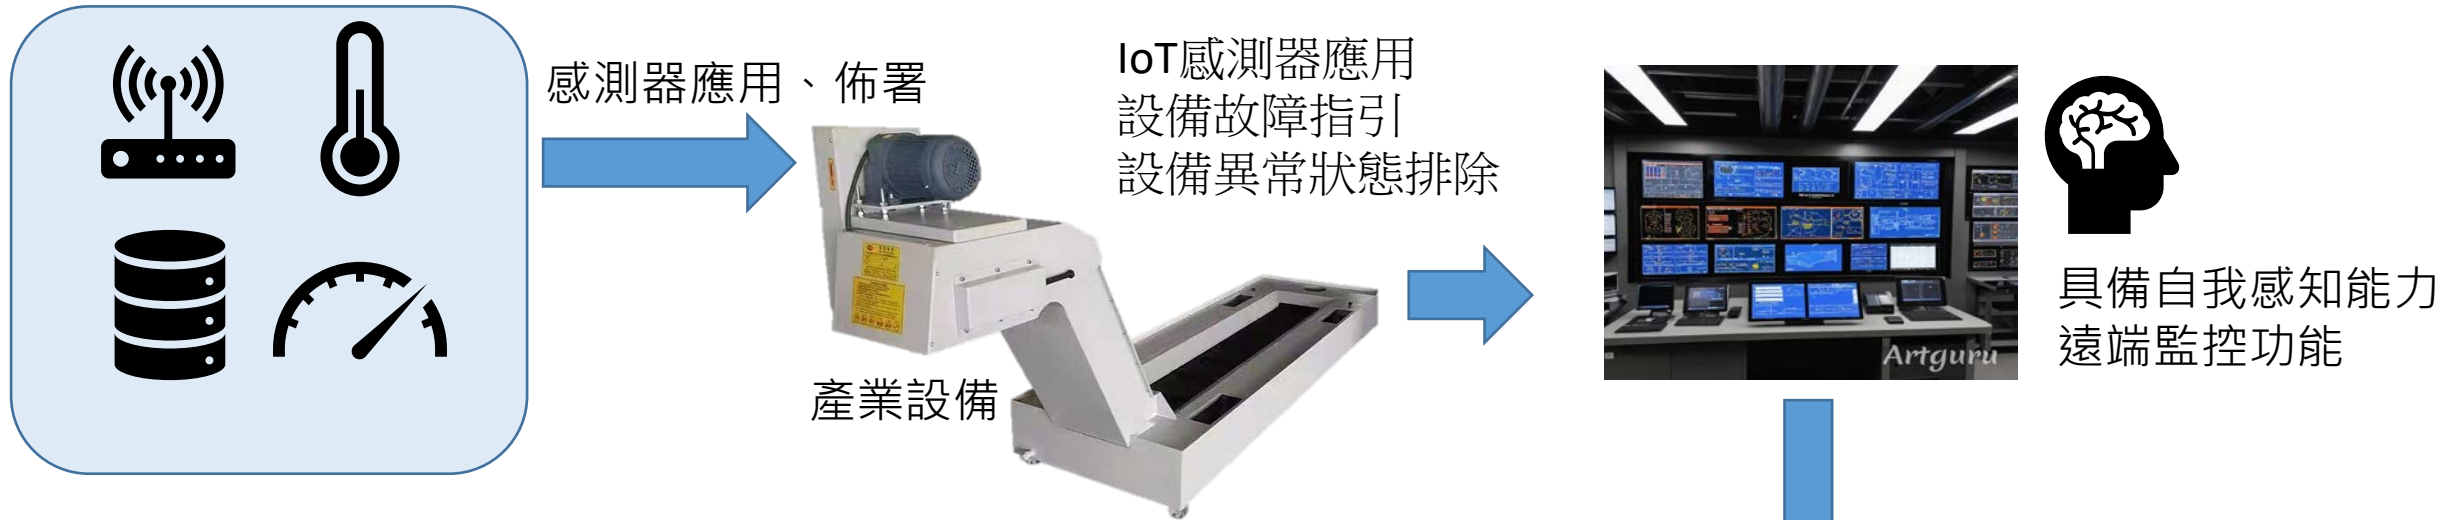 感測器應用、佈署
IoT感測器應用
設備故障指引
設備異常狀態排除
產業設備
Artguru
具備自我感知能力
遠端監控功能